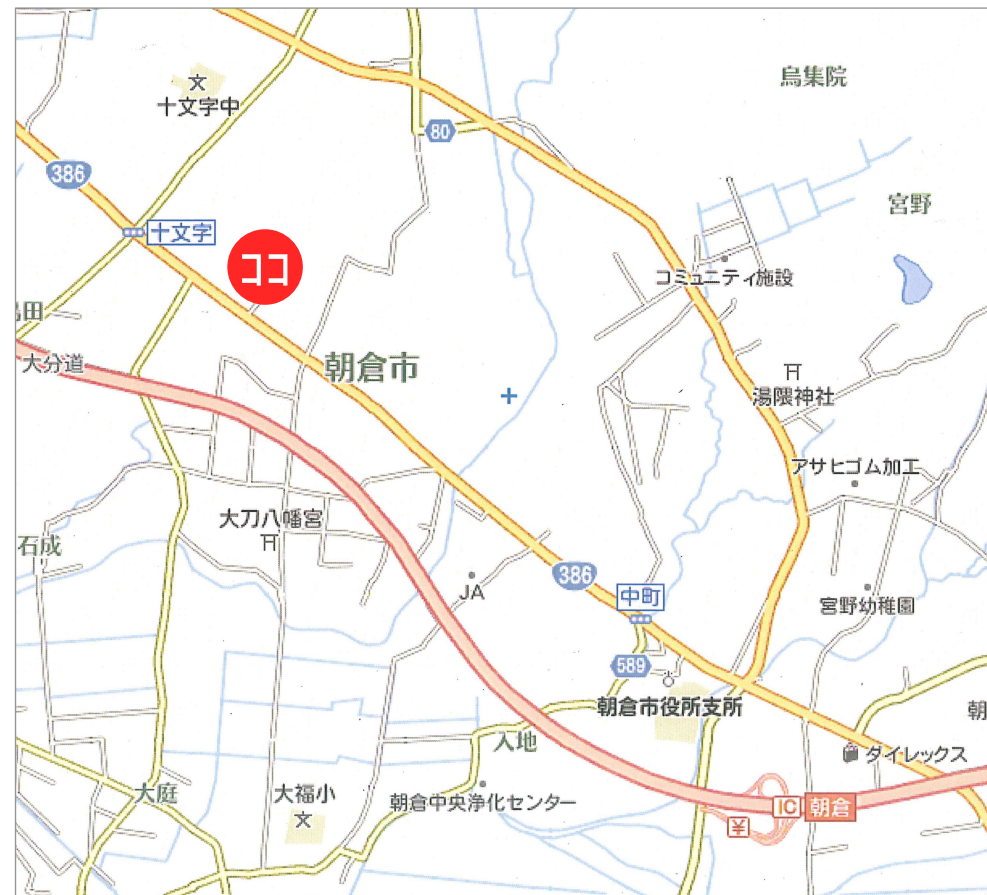 烏集院
十文字中
80
386
宮野
十文字
ココ
コミュニティ施設
田
大分道
朝倉市
湯隈神社
アサヒゴム加工
大刀八幡宮
石成
386
JA
中町
宮野幼稚園
589
朝倉市役所支所
朝
入地
ダイレックス
大庭
大福小
朝倉中央浄化センター
IC 朝倉
¥